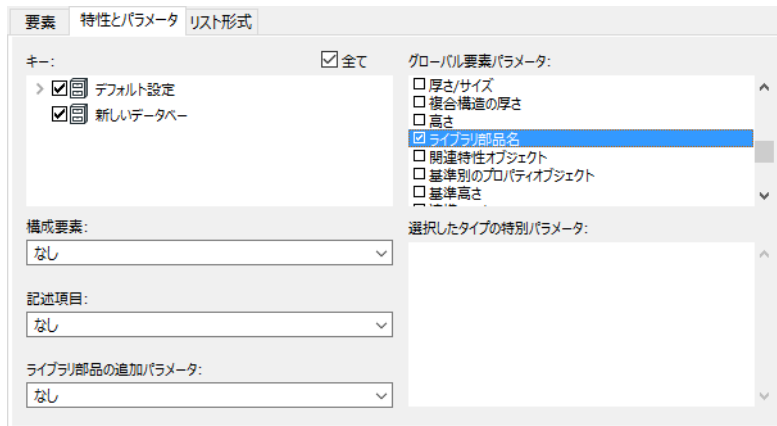 要素 特性とパラメータ リスト形式
キー: 全て
デフォルト設定
新しいデータベー
グローバル要素パラメータ:
厚さ/サイズ
複合構造の厚さ
高さ
ライブラリ部品名
関連特性オブジェクト
基準別のプロパティオブジェクト
基準高さ
構成要素:
なし
記述項目:
なし
ライブラリ部品の追加パラメータ:
なし
選択したタイプの特別パラメータ: